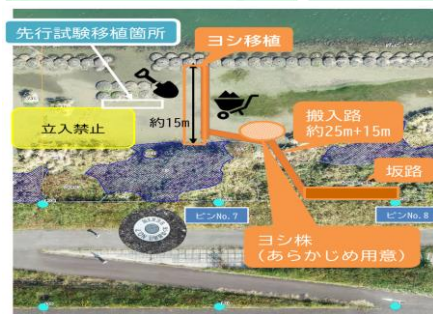 先行試験移植箇所
ヨシ移植
立入禁止
約15m
搬入路
約25m+15m
坂路
ピンNo.7
ピンNo.8
ヨシ株
(あらかじめ用意)